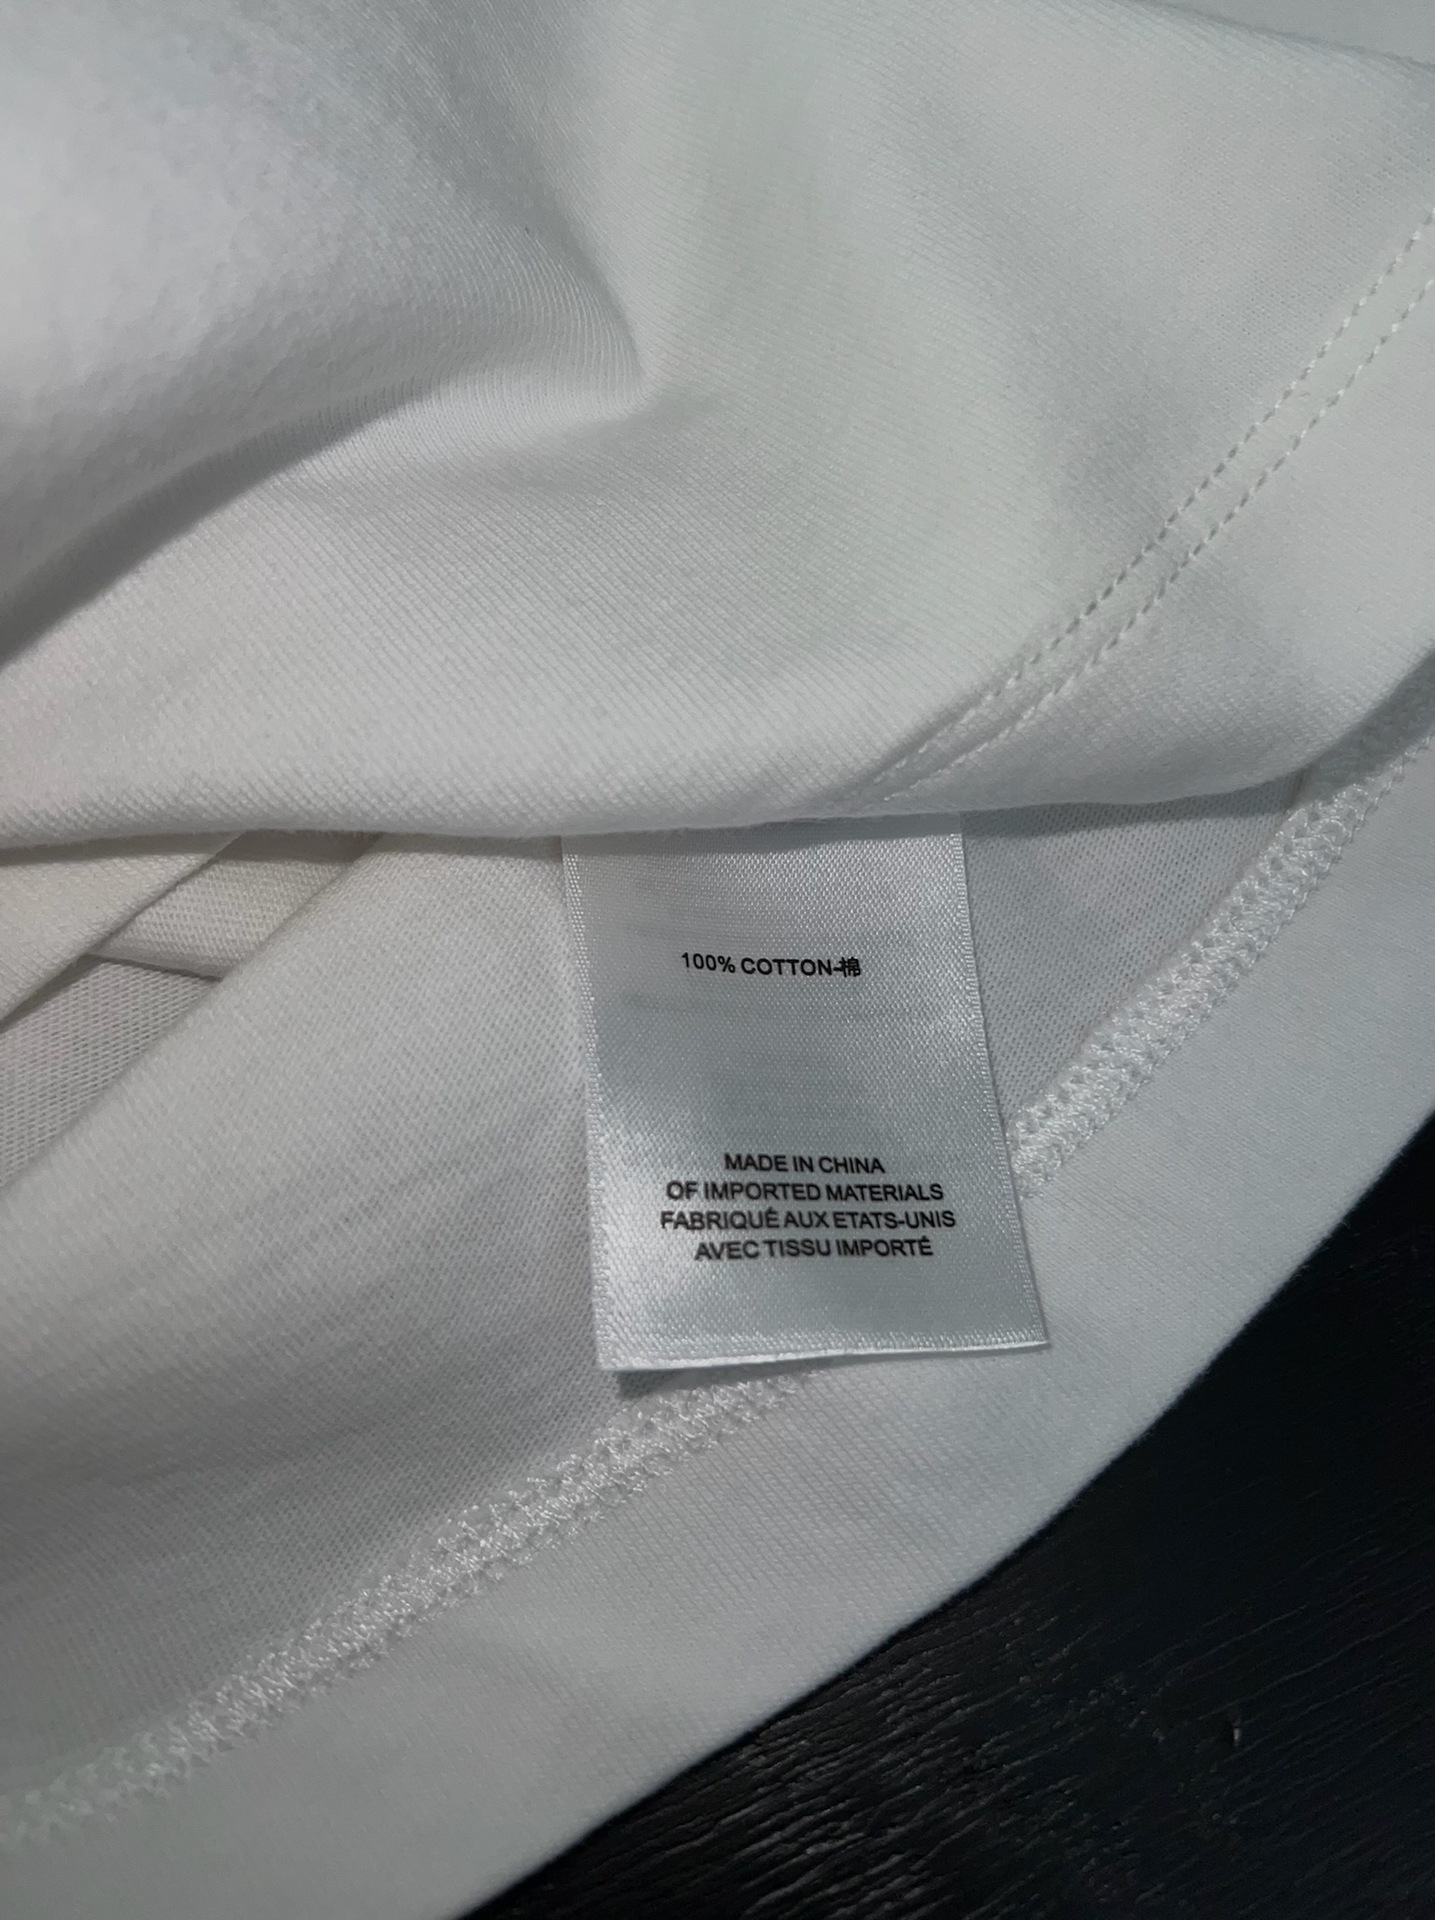 100% COTTON-棉
MADE IN CHINA
OF IMPORTED MATERIALS
FABRIQUÉ AUX ETATS-UNIS
AVEC TISSU IMPORTÉ